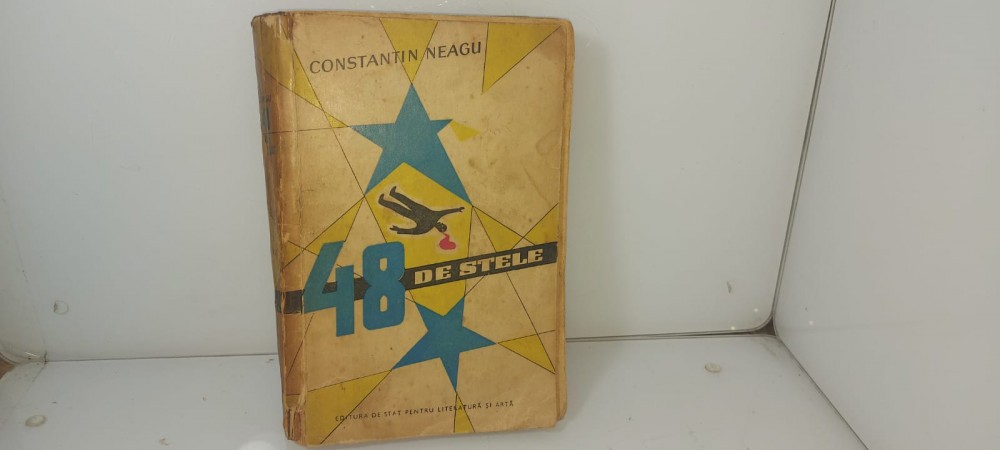 CONSTANTIN NEAGU
48 DE STELE
EDITURA DE STAT PENTRU LITERATURĂ ȘI ARTĂ